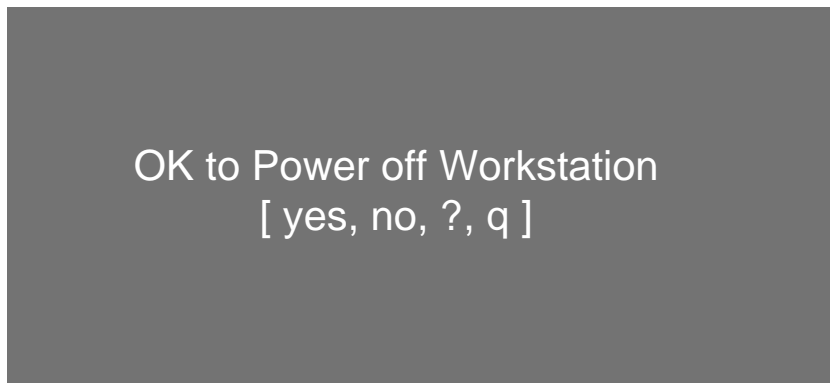 OK to Power off Workstation
[ yes, no, ?, q ]